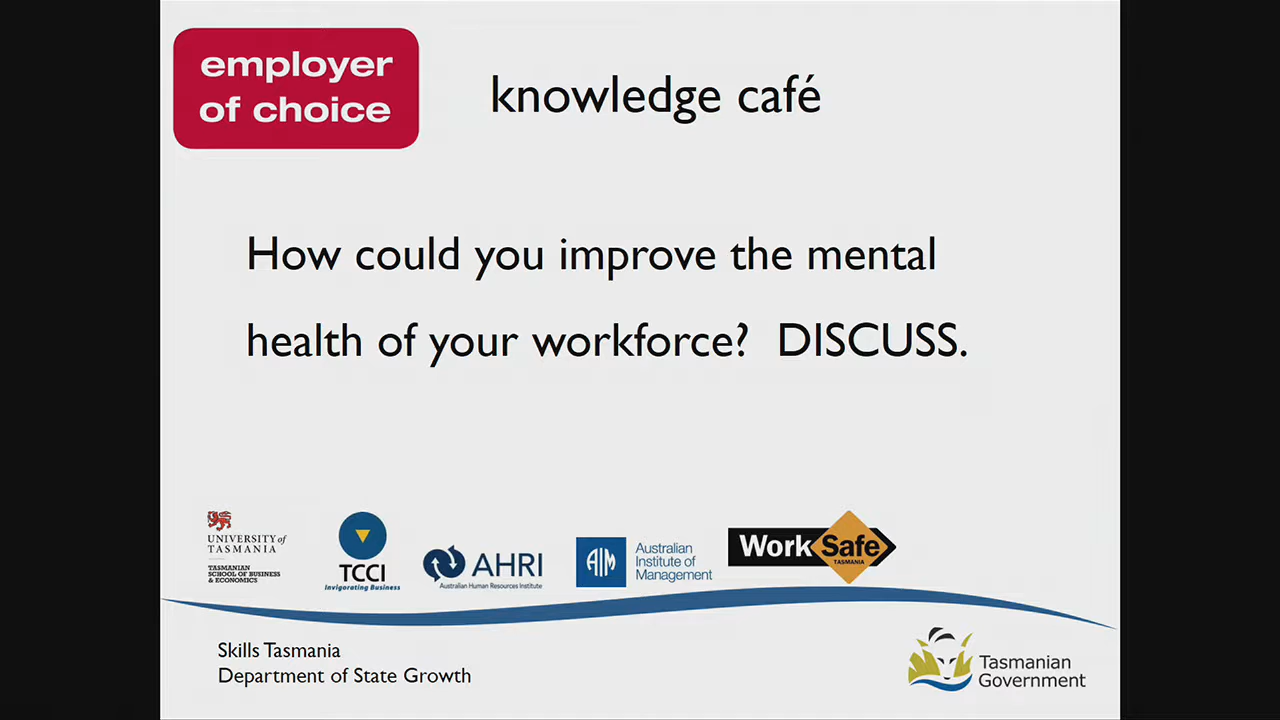 employer
of choice
knowledge café
How could you improve the mental
health of your workforce? DISCUSS.
UNIVERSITY of
TASMANIA
TASMANIAN
SCHOOL OF BUSINESS
& ECONOMICS
TCCI
Invigorating Business
AHRI
Australian Human Resources Institute
AIM
Australian
Institute of
Management
WorkSafe
TASMANIA
Skills Tasmania
Department of State Growth
Tasmanian
Government